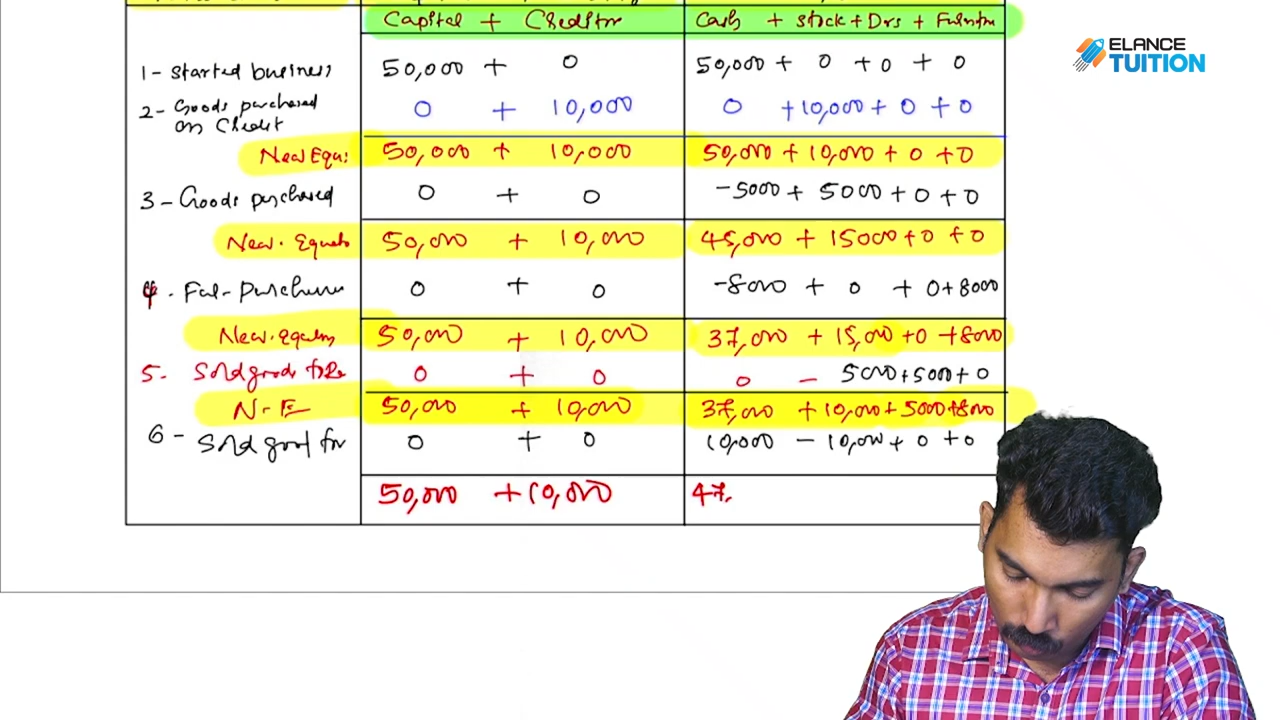 Capital + Creditor Cash + Stock + Drs + Furnitur
ELANCE
TUITION
1 - Started business 50,000 + 0 50,000 + 0 + 0 + 0
2 - Goods purchased on Credit 0 + 10,000 0 + 10,000 + 0 + 0
New Equ: 50,000 + 10,000 50,000 + 10,000 + 0 + 0
3 - Goods purchased 0 + 0 -5000 + 5000 + 0 + 0
New. Equats 50,000 + 10,000 45,000 + 15000 + 0 + 0
4. Fur- Purchase 0 + 0 -8000 + 0 + 0 + 8000
New. Equats 50,000 + 10,000 37,000 + 15,000 + 0 + 8000
5- Sold goods to 0 + 0 0 - 5000 + 5000 + 0
N-E 50,000 + 10,000 37,000 + 10,000 + 5000 + 8000
6 - Sold good for 0 + 0 10,000 - 10,000 + 0 + 0
50,000 + 10,000 47,